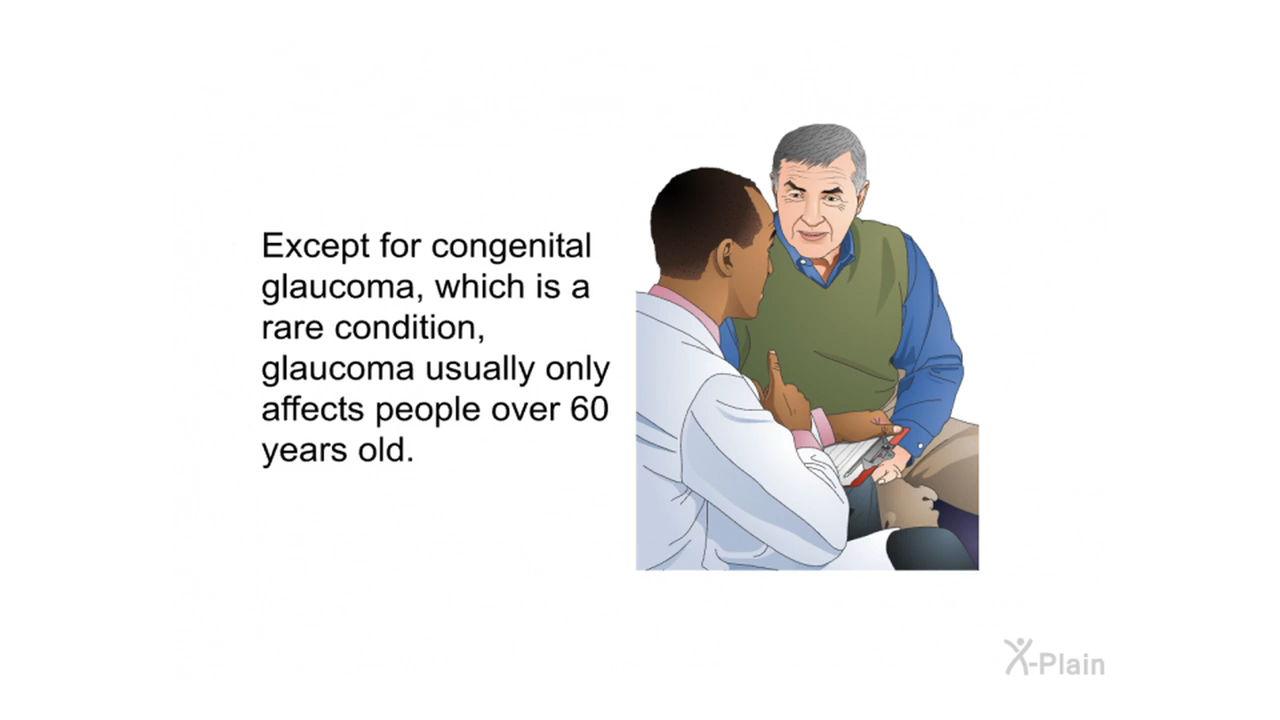 Except for congenital
glaucoma, which is a
rare condition,
glaucoma usually only
affects people over 60
years old.
X-Plain